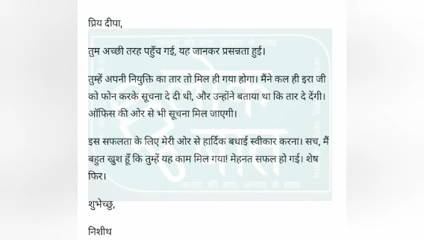 प्रिय दीपा,
तुम अच्छी तरह पहुँच गई, यह जानकर प्रसन्नता हुई।
तुम्हें अपनी नियुक्ति का तार तो मिल ही गया होगा। मैंने कल ही इरा जी
को फोन करके सूचना दे दी थी, और उन्होंने बताया था कि तार दे देंगी।
ऑफिस की ओर से भी सूचना मिल जाएगी।
इस सफलता के लिए मेरी ओर से हार्दिक बधाई स्वीकार करना। सच, मैं
बहुत खुश हूँ कि तुम्हें यह काम मिल गया! मेहनत सफल हो गई। शेष
फिर।
शुभेच्छु,
निशीथ